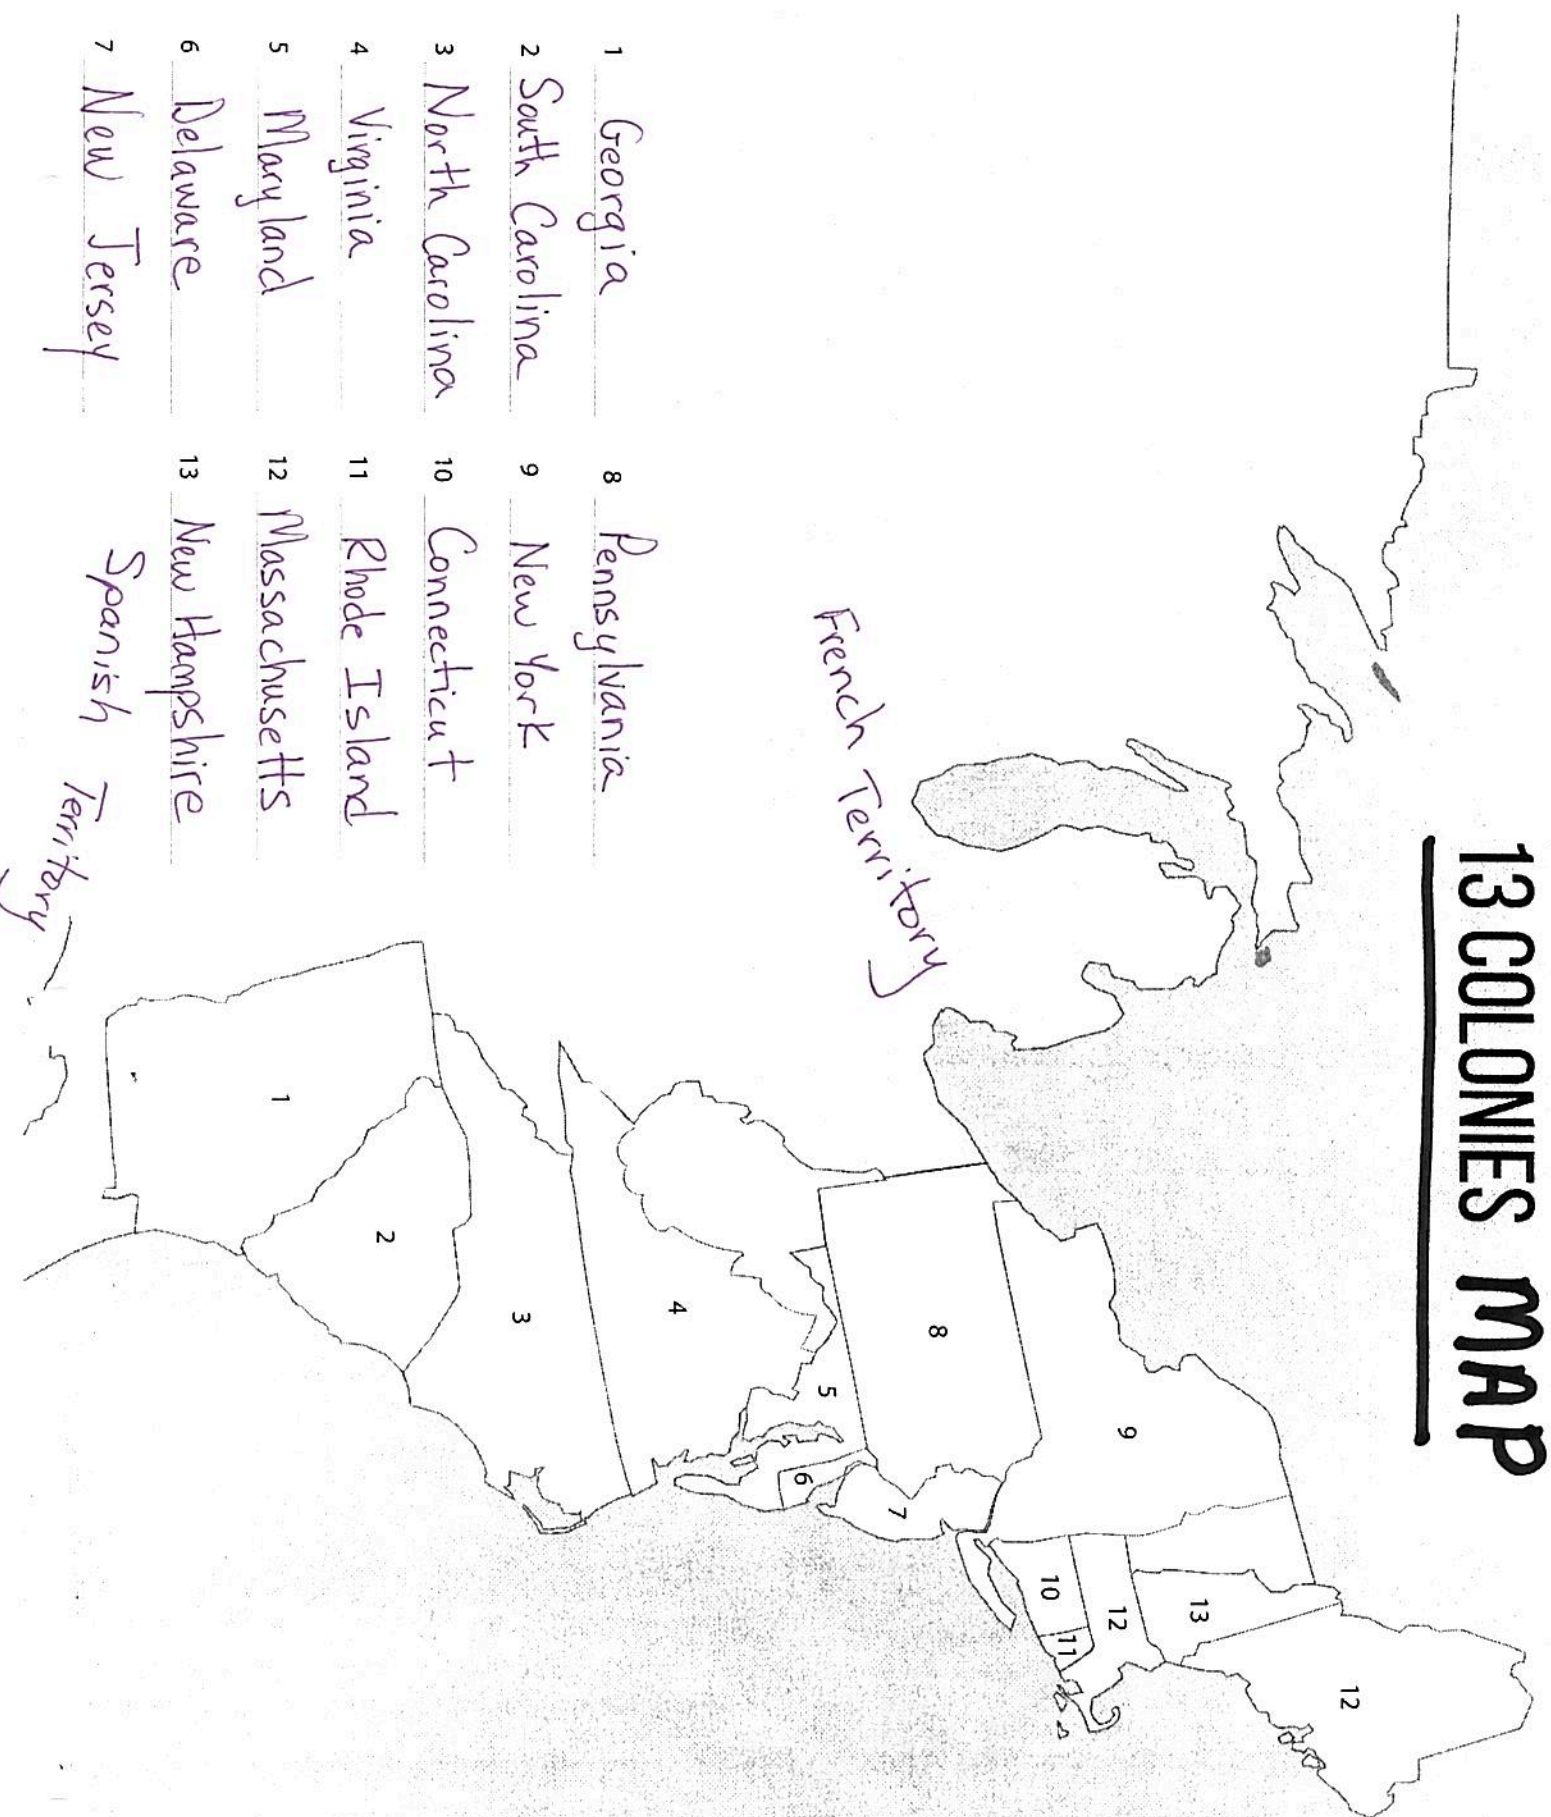 13 COLONIES MAP
French Territory
1 Georgia
2 South Carolina
3 North Carolina
4 Virginia
5 Maryland
6 Delaware
7 New Jersey
8 Pennsylvania
9 New York
10 Connecticut
11 Rhode Island
12 Massachusetts
13 New Hampshire
Spanish Territory
12
13
9
12
10
11
8
7
5
6
4
3
2
1